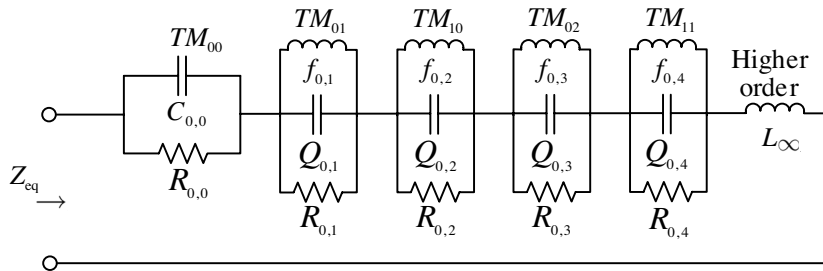 TM₀₀
C₀,₀
R₀,₀
TM₀₁
f₀,₁
Q₀,₁
R₀,₁
TM₁₀
f₀,₂
Q₀,₂
R₀,₂
TM₀₂
f₀,₃
Q₀,₃
R₀,₃
TM₁₁
f₀,₄
Q₀,₄
R₀,₄
Higher
order
L∞
Zeq
→